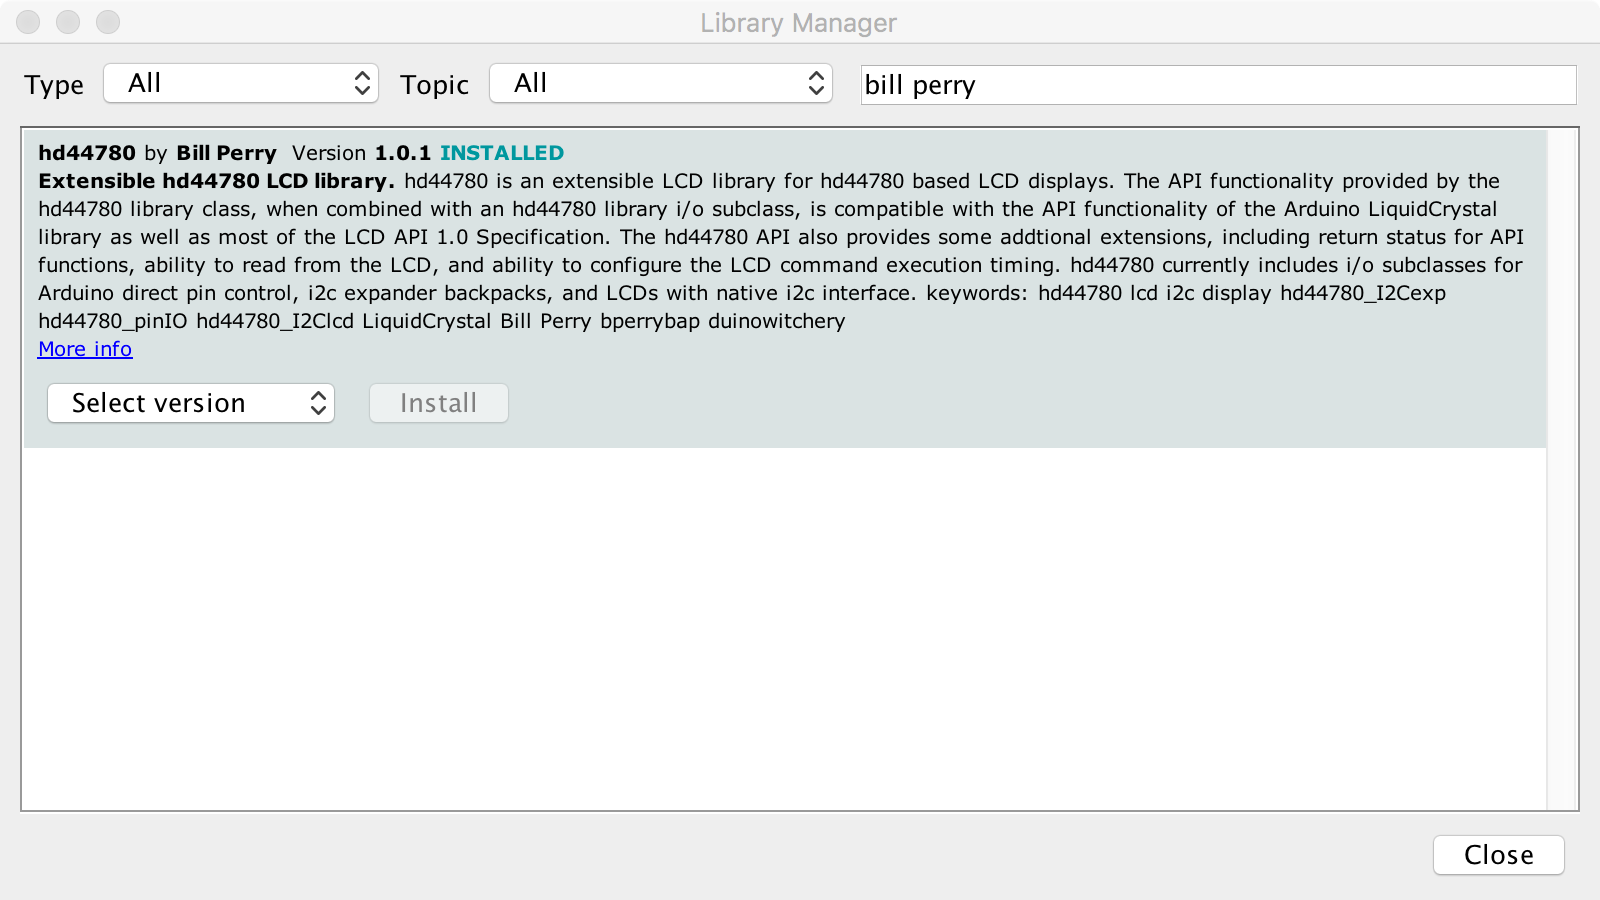 Library Manager
Type All Topic All bill perry
hd44780 by Bill Perry Version 1.0.1 INSTALLED
Extensible hd44780 LCD library. hd44780 is an extensible LCD library for hd44780 based LCD displays. The API functionality provided by the
hd44780 library class, when combined with an hd44780 library i/o subclass, is compatible with the API functionality of the Arduino LiquidCrystal
library as well as most of the LCD API 1.0 Specification. The hd44780 API also provides some addtional extensions, including return status for API
functions, ability to read from the LCD, and ability to configure the LCD command execution timing. hd44780 currently includes i/o subclasses for
Arduino direct pin control, i2c expander backpacks, and LCDs with native i2c interface. keywords: hd44780 lcd i2c display hd44780_I2Cexp
hd44780_pinIO hd44780_I2Clcd LiquidCrystal Bill Perry bperrybap duinowitchery
More info
Select version Install
Close